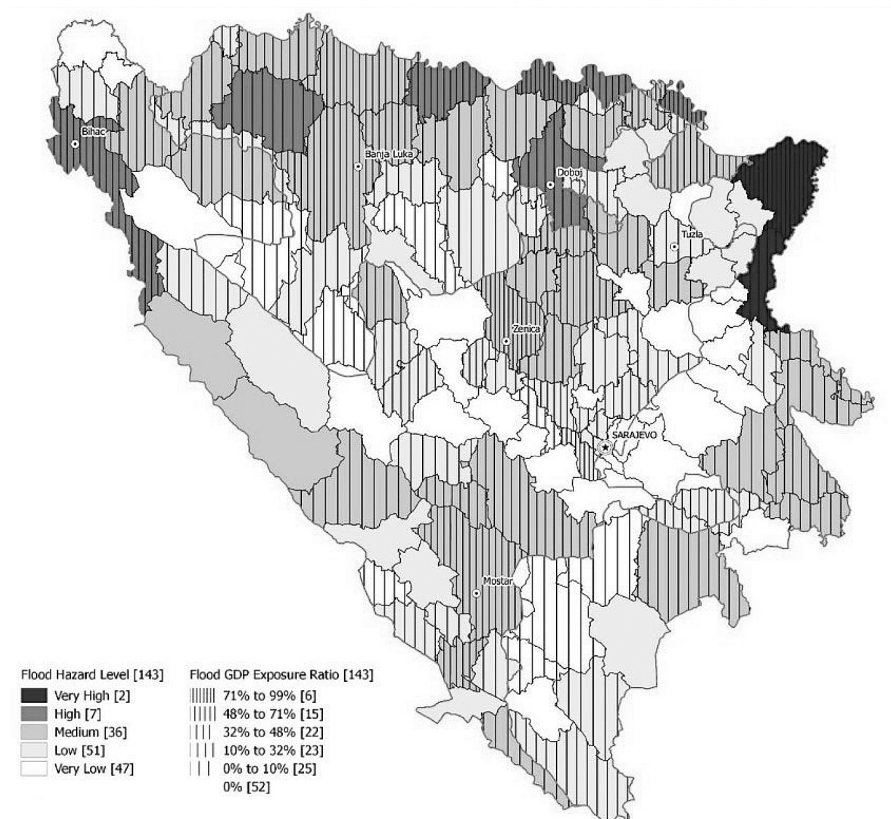 Bihac
Banja Luka
Doboj
Tuzla
Zenica
SARAJEVO
Mostar
Flood Hazard Level [143]
Very High [2]
High [7]
Medium [36]
Low [51]
Very Low [47]
Flood GDP Exposure Ratio [143]
71% to 99% [6]
48% to 71% [15]
32% to 48% [22]
10% to 32% [23]
0% to 10% [25]
0% [52]